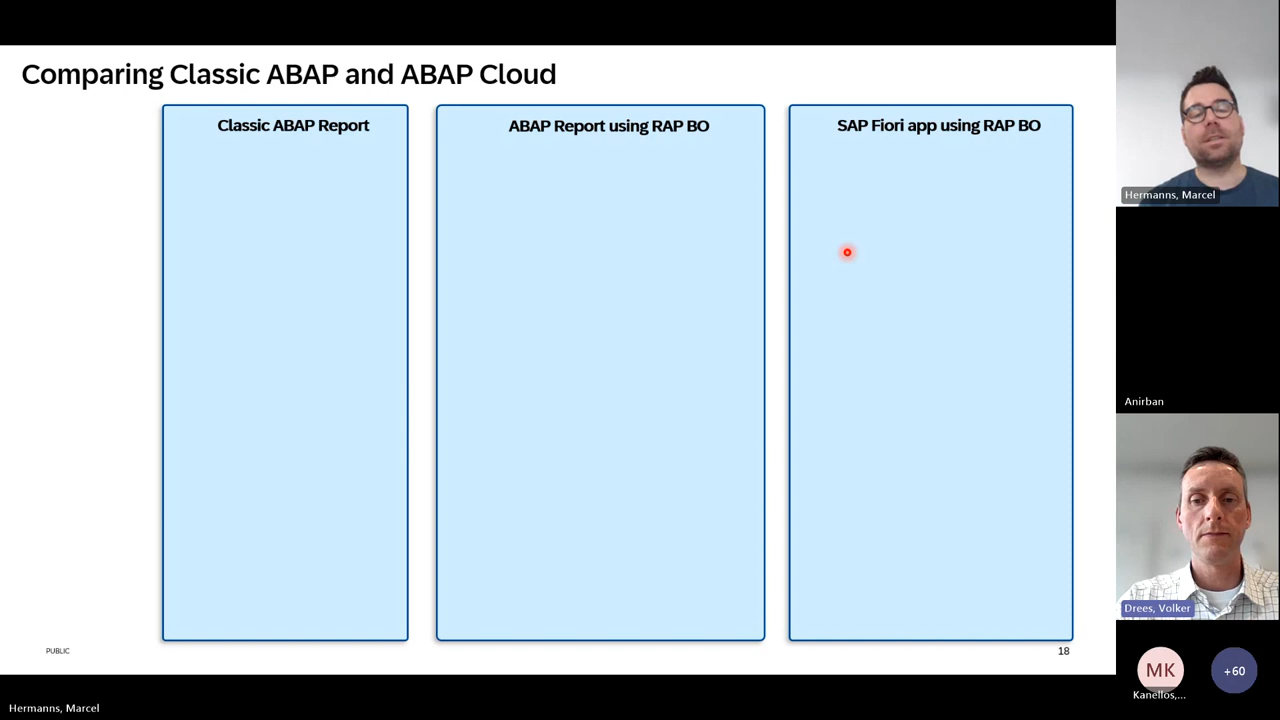 Comparing Classic ABAP and ABAP Cloud
Classic ABAP Report
ABAP Report using RAP BO
SAP Fiori app using RAP BO
PUBLIC
18
Hermanns, Marcel
Anirban
Drees, Volker
MK
Kanellos,...
+60
Hermanns, Marcel